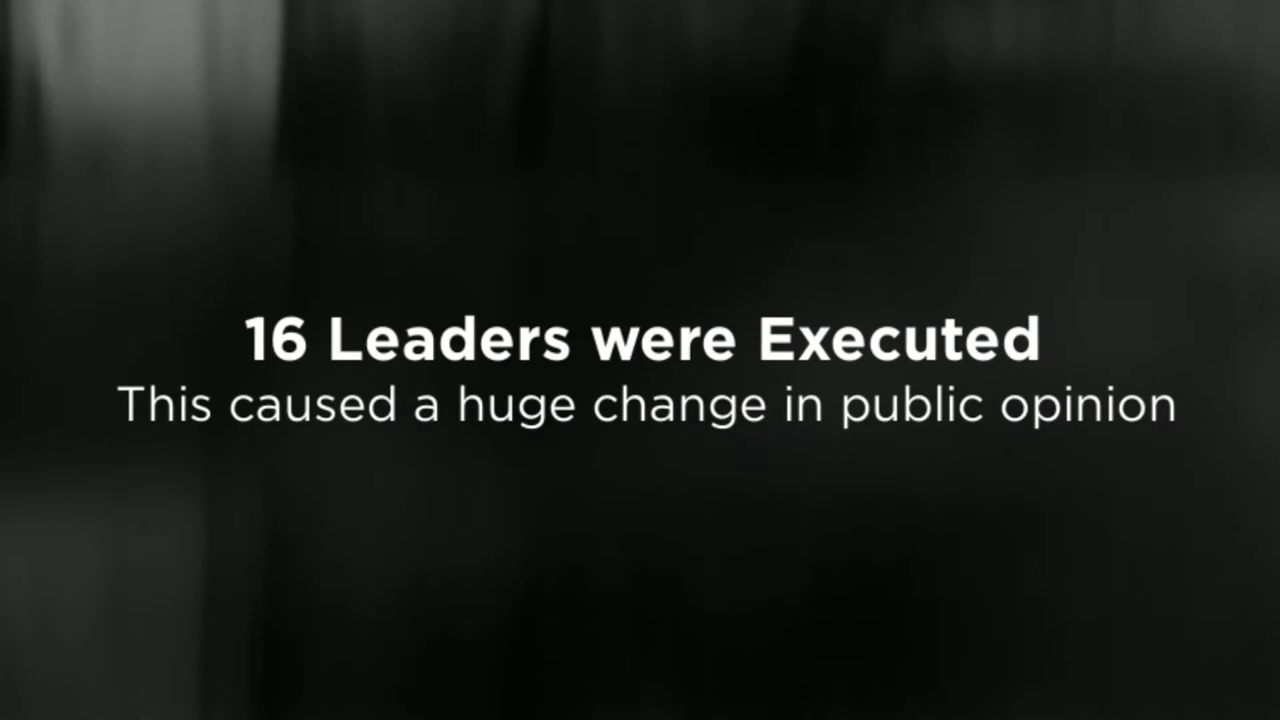 16 Leaders were Executed
This caused a huge change in public opinion